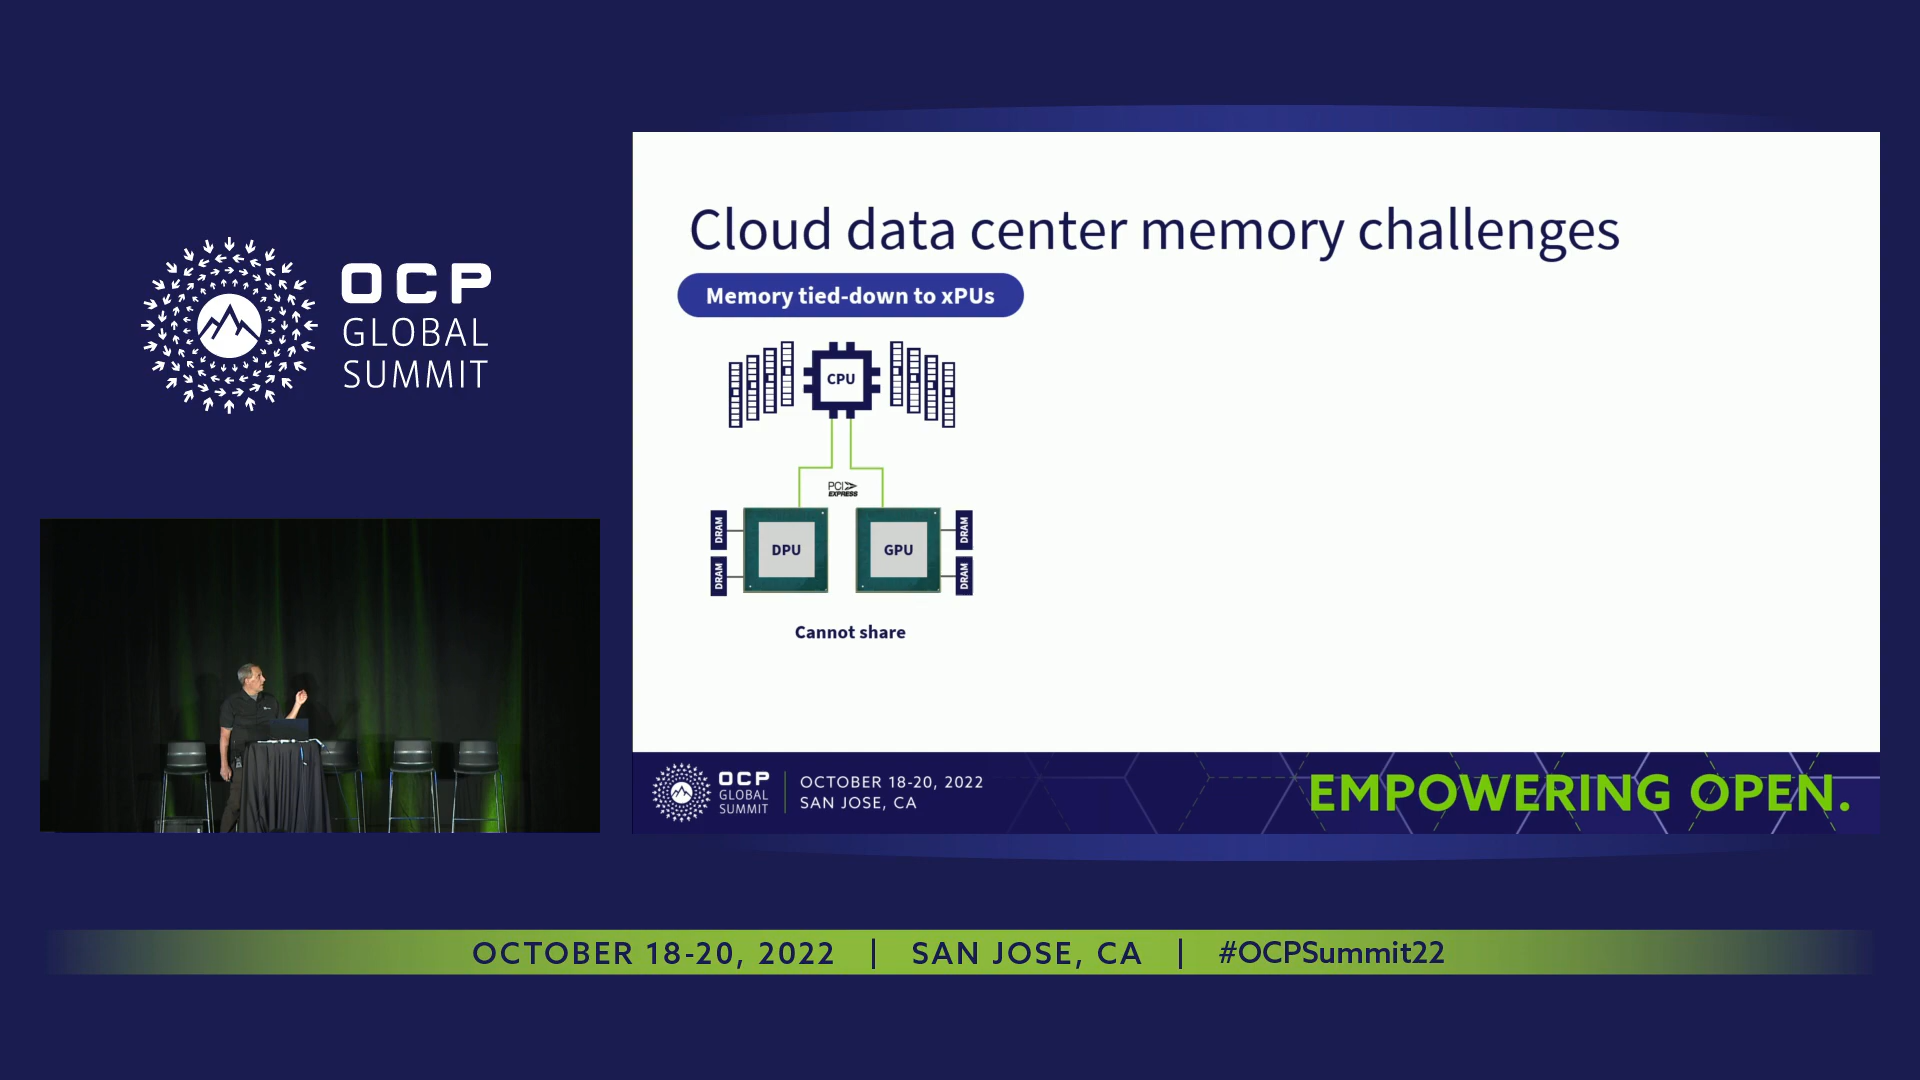 OCP
GLOBAL
SUMMIT
Cloud data center memory challenges
Memory tied-down to xPUs
CPU
PCI
EXPRESS
DRAM
DRAM
DPU
GPU
DRAM
DRAM
Cannot share
OCP
GLOBAL
SUMMIT
OCTOBER 18-20, 2022
SAN JOSE, CA
EMPOWERING OPEN.
OCTOBER 18-20, 2022 | SAN JOSE, CA | #OCPSummit22